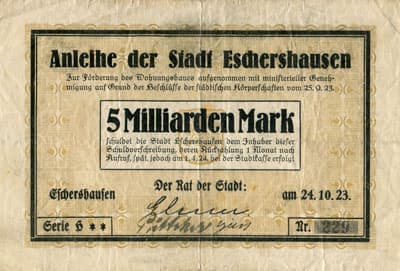 Anleihe der Stadt Eschershausen
Zur Förderung des Wohnungsbaues aufgenommen mit ministerieller Geneh-
migung auf Grund der Beschlüsse der städtischen Körperschaften vom 25.9.23.
5 Milliarden Mark
schuldet die Stadt Eschershausen dem Inhaber dieser
Schuldverschreibung, deren Rückzahlung 1 Monat nach
Aufruf, spät. jedoch am 1.4.24. bei der Stadtkasse erfolgt
Der Rat der Stadt:
Eschershausen
am 24.10.23.
Serie H **
Nr. 229